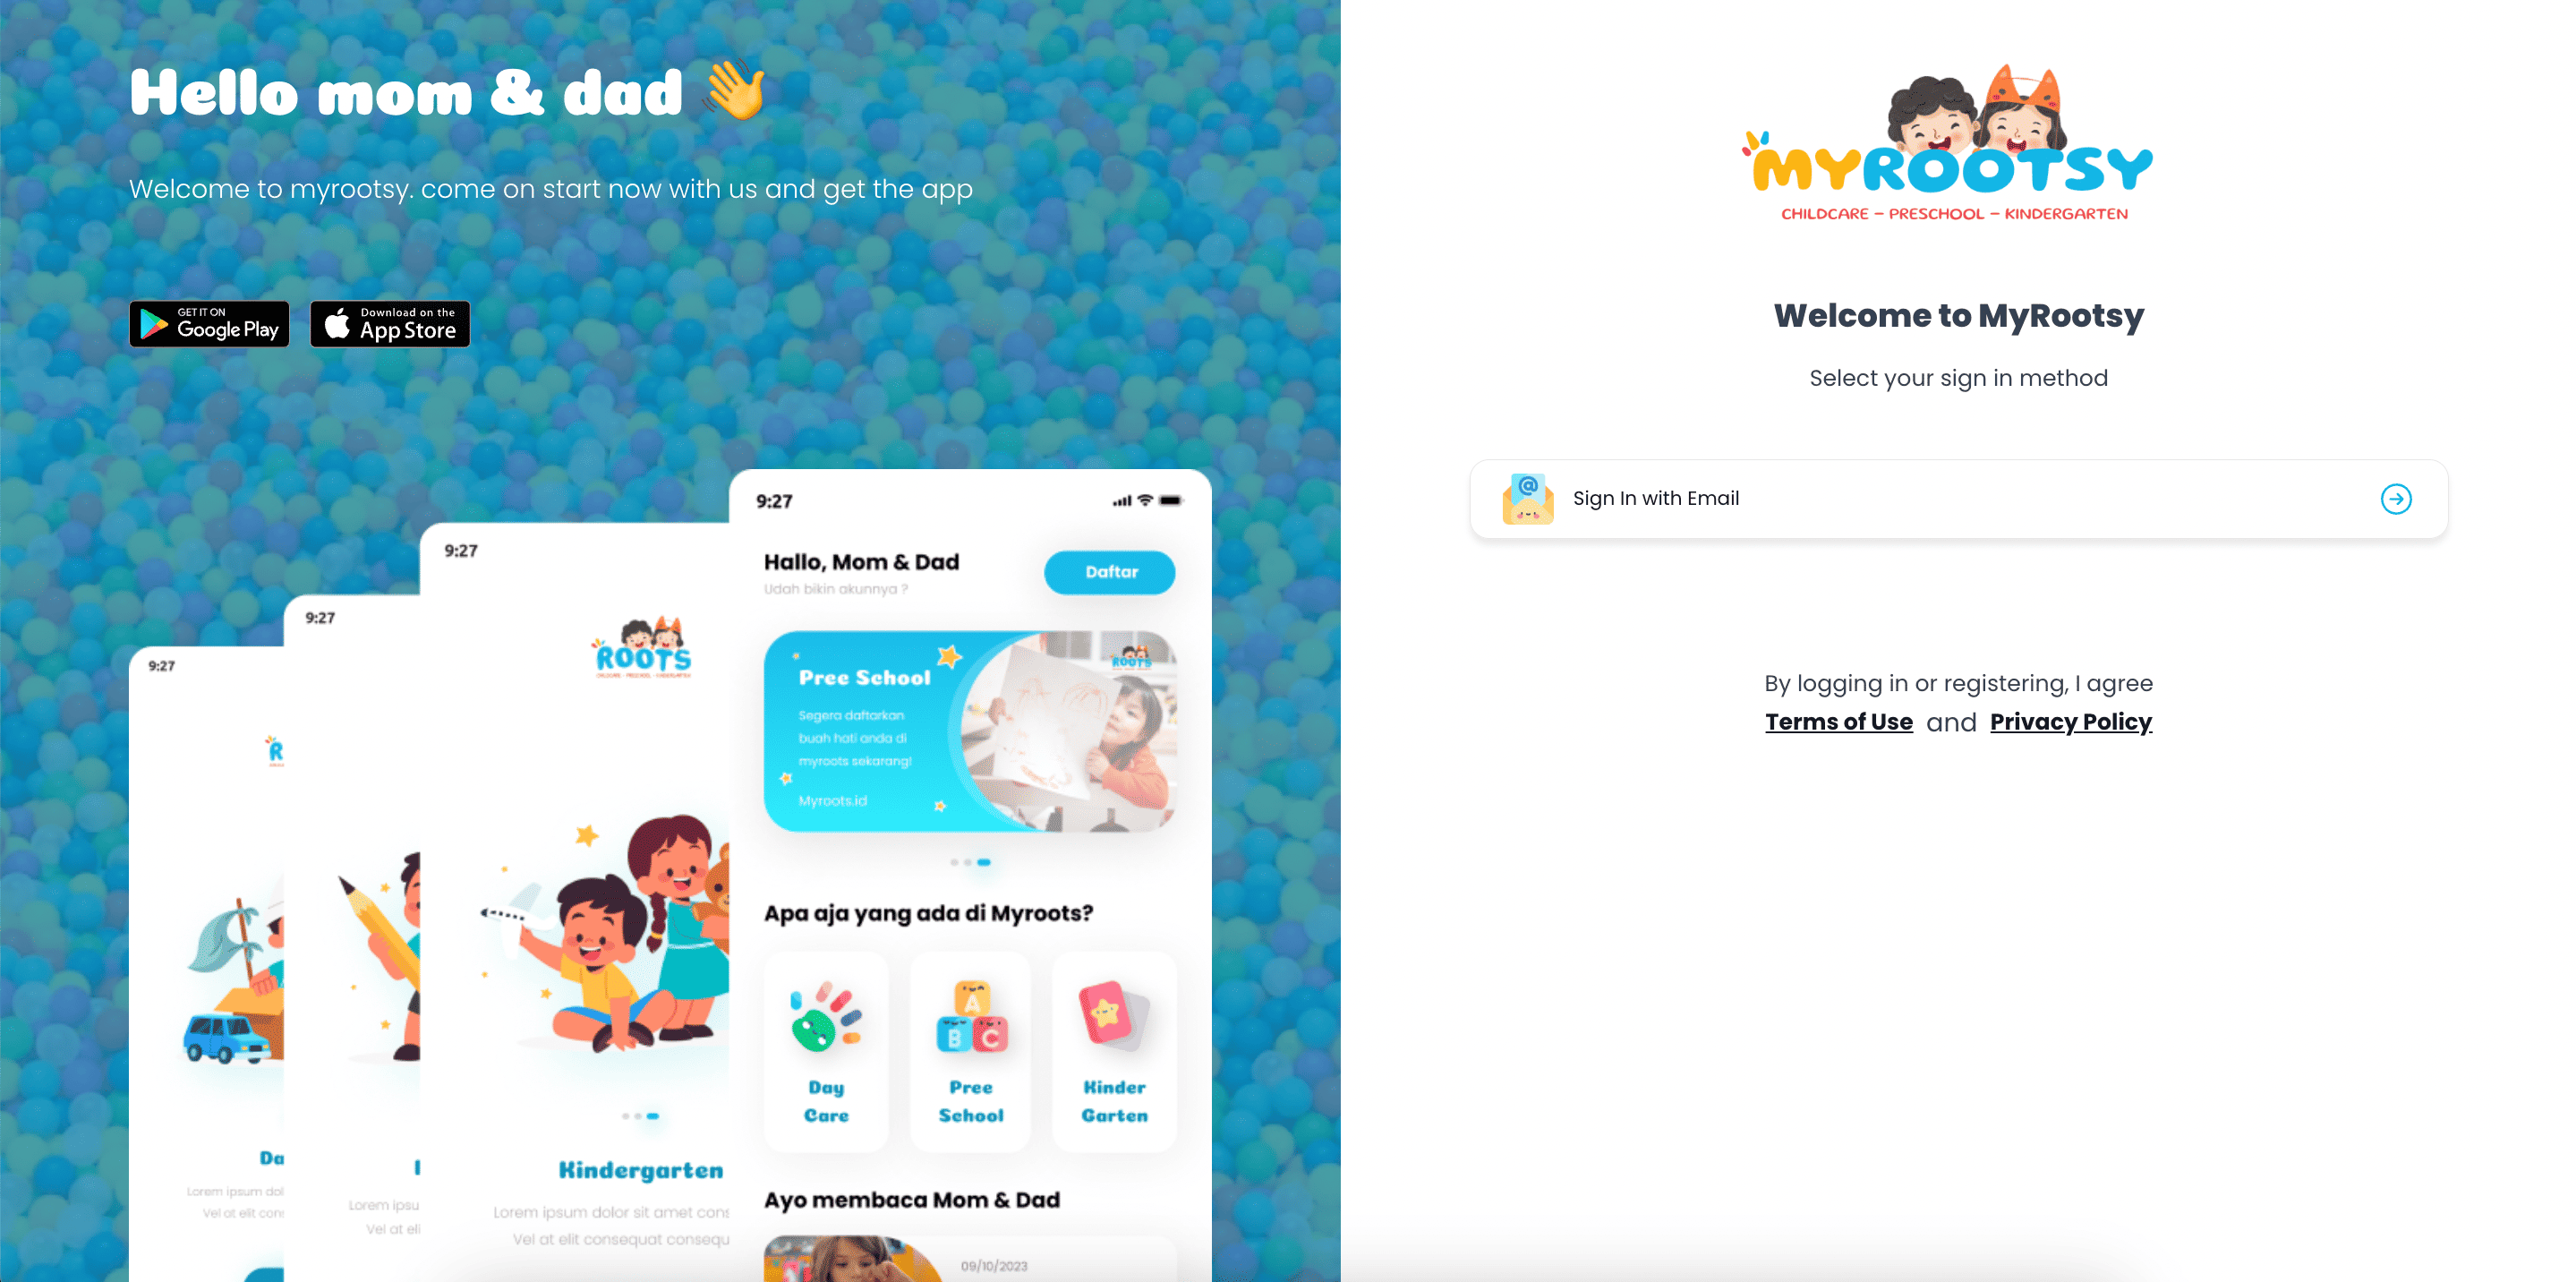 Hello mom & dad
Welcome to myrootsy. come on start now with us and get the app
GET IT ON
Google Play
Download on the
App Store
9:27
Da
Lorem ipsum dol
Vel at elit con
9:27
R
Lorem ipsu
Vel at eli
9:27
ROOTS
CHILDCARE - PRESCHOOL - KINDERGARTEN
Kindergarten
Lorem ipsum dolor sit amet cons
Vel at elit consequat consequ
9:27
Hallo, Mom & Dad
Udah bikin akunnya ?
Daftar
Pree School
Segera daftarkan
buah hati anda di
myroots sekarang!
Myroots.id
ROOTS
Apa aja yang ada di Myroots?
A
B C
Day
Care
Pree
School
Kinder
Garten
Ayo membaca Mom & Dad
09/10/2023
MYROOTSY
CHILDCARE – PRESCHOOL – KINDERGARTEN
Welcome to MyRootsy
Select your sign in method
@
Sign In with Email
By logging in or registering, I agree
Terms of Use and Privacy Policy